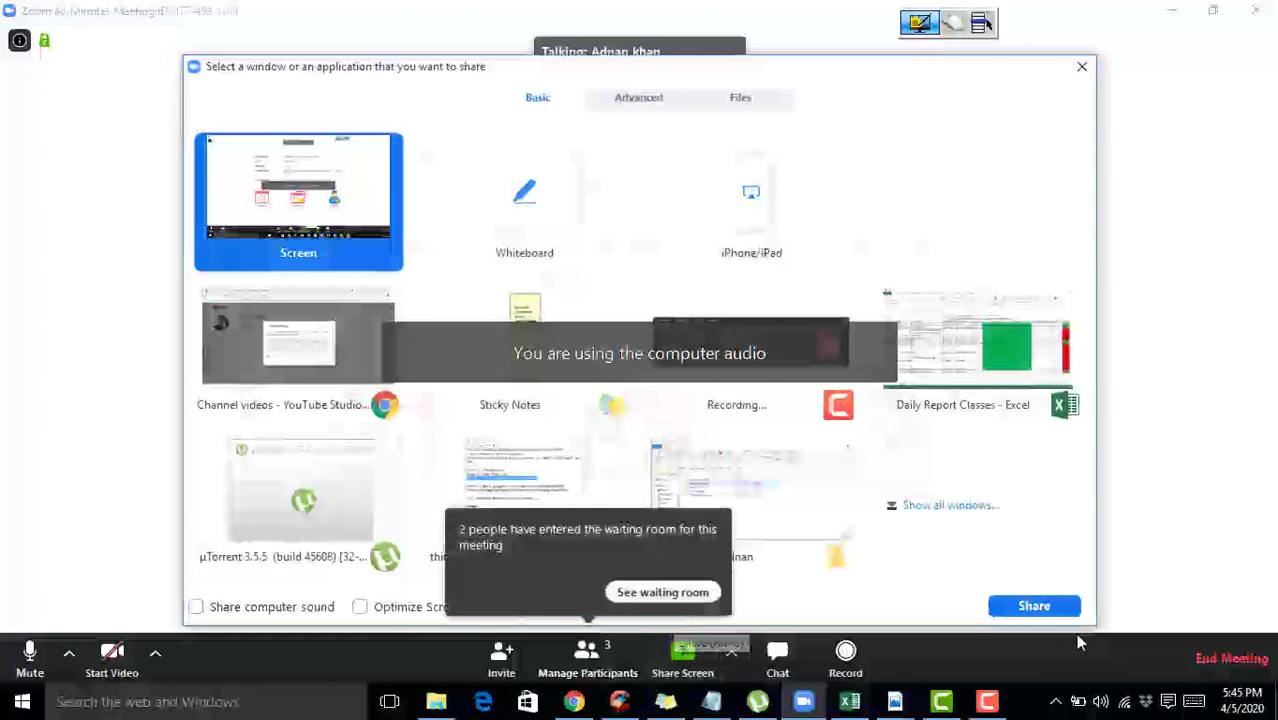 Talking: Adnan khan
Select a window or an application that you want to share
Basic
Advanced
Files
Screen
Whiteboard
iPhone/iPad
You are using the computer audio
Channel videos - YouTube Studio...
Sticky Notes
Recording...
Daily Report Classes - Excel
Show all windows...
µTorrent 3.5.5 (build 45608) [32-...
2 people have entered the waiting room for this
meeting
See waiting room
Share computer sound
Optimize Scre
Share
Mute
Start Video
Invite
3
Manage Participants
Share Screen
Chat
Record
End Meeting
Search the web and Windows
5:45 PM
4/5/2020